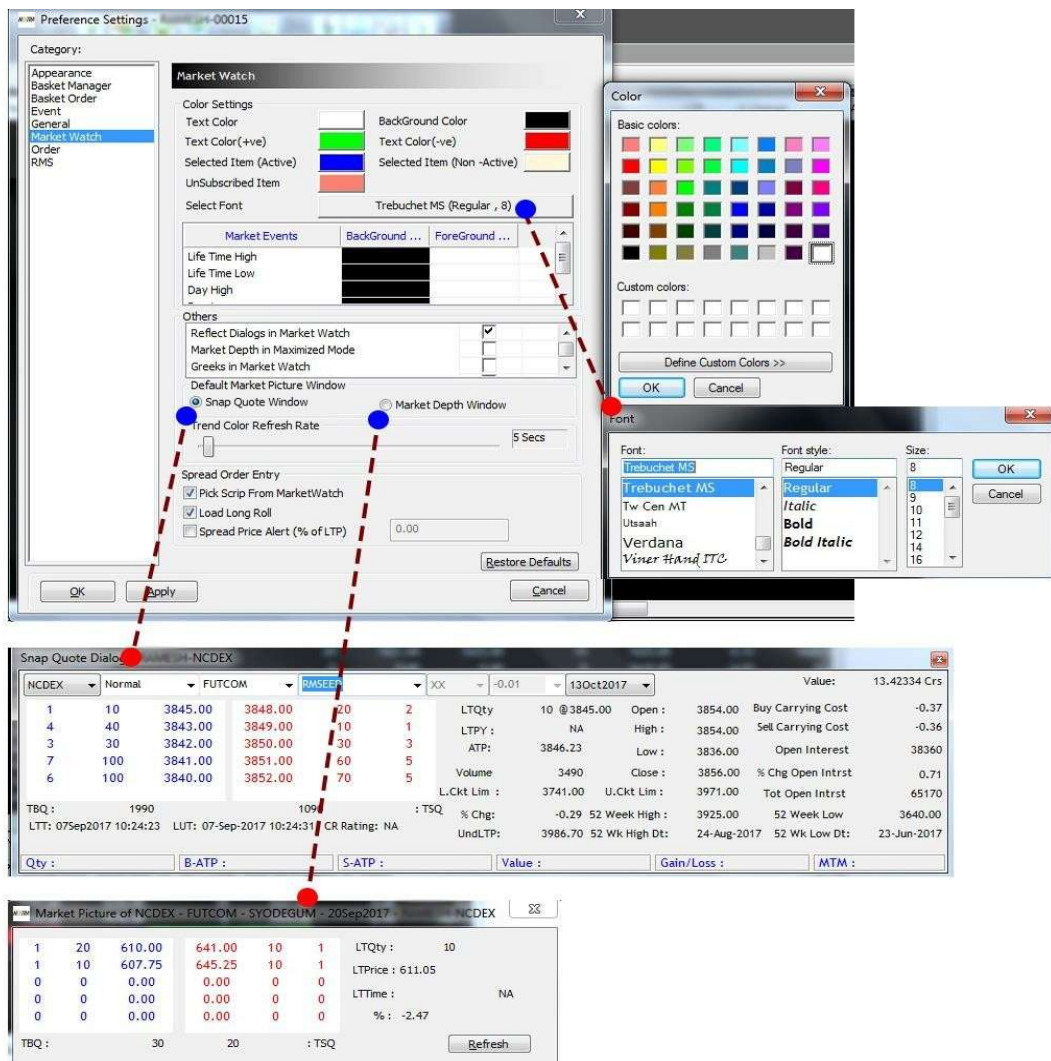 Preference Settings - -00015
Category:
Appearance
Basket Manager
Basket Order
Event
General
Market Watch
Order
RMS
Market Watch
Color Settings
Text Color
BackGround Color
Text Color(+ve)
Text Color(-ve)
Selected Item (Active)
Selected Item (Non -Active)
UnSubscribed Item
Select Font
Trebuchet MS (Regular , 8)
Market Events BackGround ... ForeGround ...
Life Time High
Life Time Low
Day High
Others
Reflect Dialogs in Market Watch
Market Depth in Maximized Mode
Greeks in Market Watch
Default Market Picture Window
Snap Quote Window
Market Depth Window
Trend Color Refresh Rate
5 Secs
Spread Order Entry
Pick Scrip From MarketWatch
Load Long Roll
Spread Price Alert (% of LTP)
0.00
Restore Defaults
OK Apply Cancel
Color
Basic colors:
Custom colors:
Define Custom Colors >>
OK Cancel
Font
Font: Font style: Size:
Trebuchet MS Regular 8
OK
Cancel
Trebuchet MS
Tw Cen MT
Utsaah
Verdana
Viner Hand ITC
Regular
Italic
Bold
Bold Italic
8
9
10
11
12
14
16
Snap Quote Dialog -NCDEX
NCDEX Normal FUTCOM RMSEED XX -0.01 13Oct2017 Value: 13.42334 Crs
1 10 3845.00 3848.00 20 2 LTQty 10 @3845.00 Open : 3854.00 Buy Carrying Cost -0.37
4 40 3843.00 3849.00 10 1 LTPY : NA High : 3854.00 Sell Carrying Cost -0.36
3 30 3842.00 3850.00 30 3 ATP: 3846.23 Low : 3836.00 Open Interest 38360
7 100 3841.00 3851.00 60 5 Volume 3490 Close : 3856.00 % Chg Open Intrst 0.71
6 100 3840.00 3852.00 70 5 L.Ckt Lim : 3741.00 U.Ckt Lim : 3971.00 Tot Open Intrst 65170
TBQ : 1990 1090 : TSQ % Chg: -0.29 52 Week High : 3925.00 52 Week Low 3640.00
LTT: 07Sep2017 10:24:23 LUT: 07-Sep-2017 10:24:31 CR Rating: NA UndLTP: 3986.70 52 Wk High Dt: 24-Aug-2017 52 Wk Low Dt: 23-Jun-2017
Qty : B-ATP : S-ATP : Value : Gain/Loss : MTM :
Market Picture of NCDEX - FUTCOM - SYODEGUM - 20Sep2017 - NCDEX
1 20 610.00 641.00 10 1 LTQty : 10
1 10 607.75 645.25 10 1 LTPrice : 611.05
0 0 0.00 0.00 0 0
0 0 0.00 0.00 0 0 LTTime : NA
0 0 0.00 0.00 0 0 % : -2.47
TBQ : 30 20 : TSQ Refresh